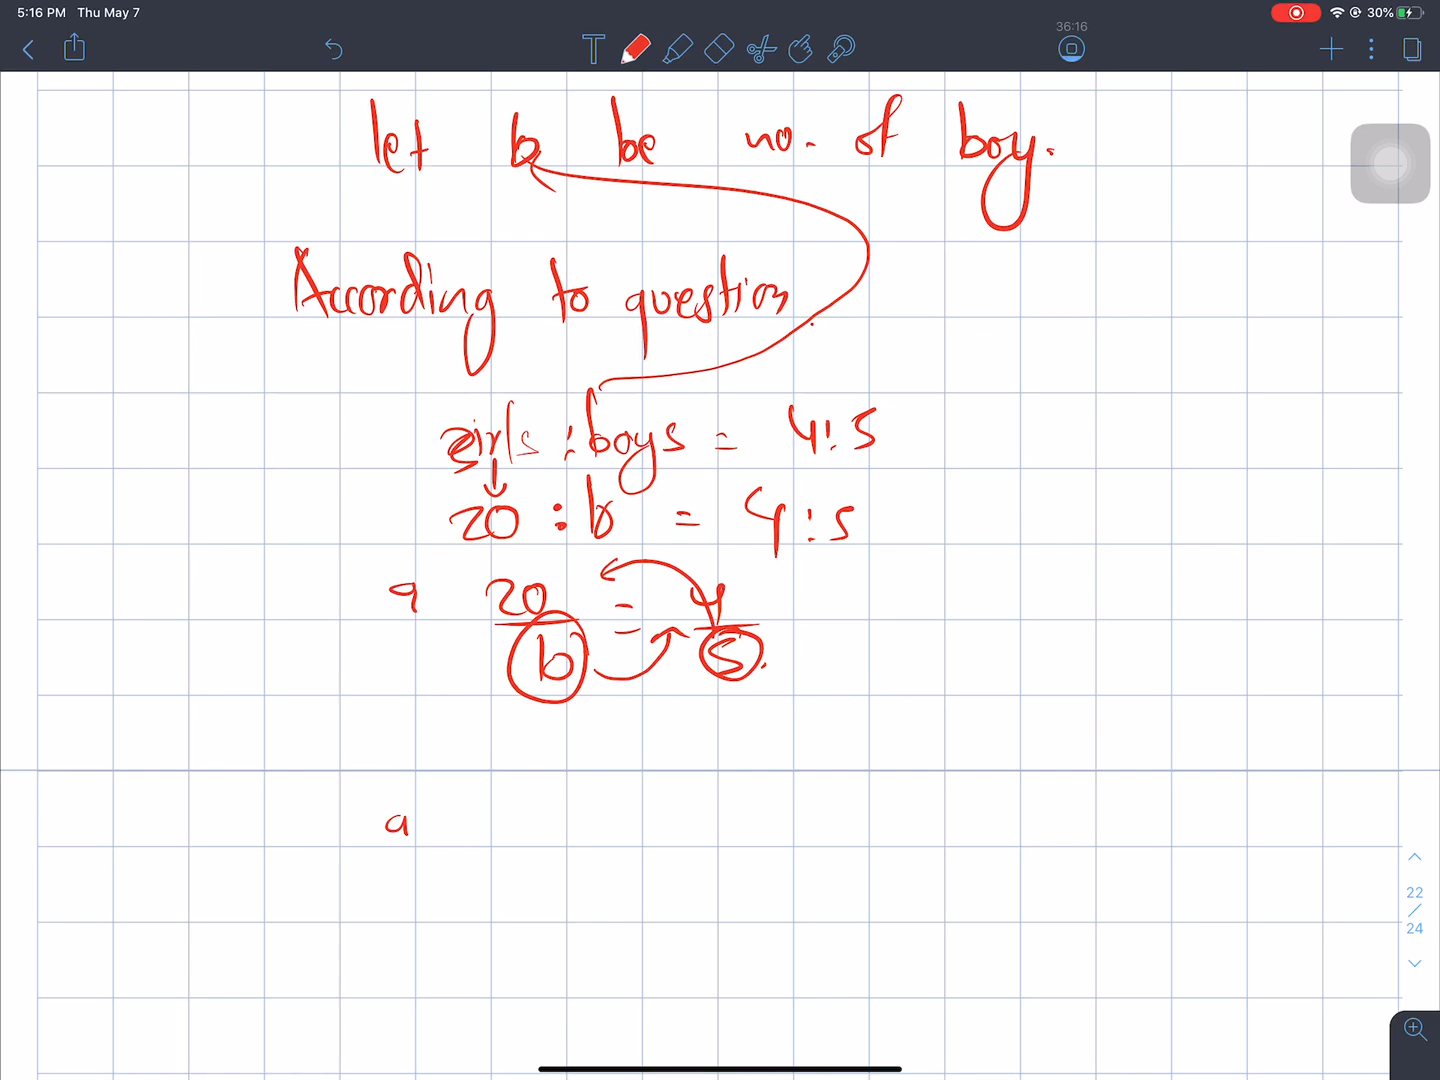 5:16 PM Thu May 7
30%
36:16
T
let b be no. of boy.
According to question
girls : boys = 4:5
20 : b = 4:5
20/b = 4/5.
a
22
/
24